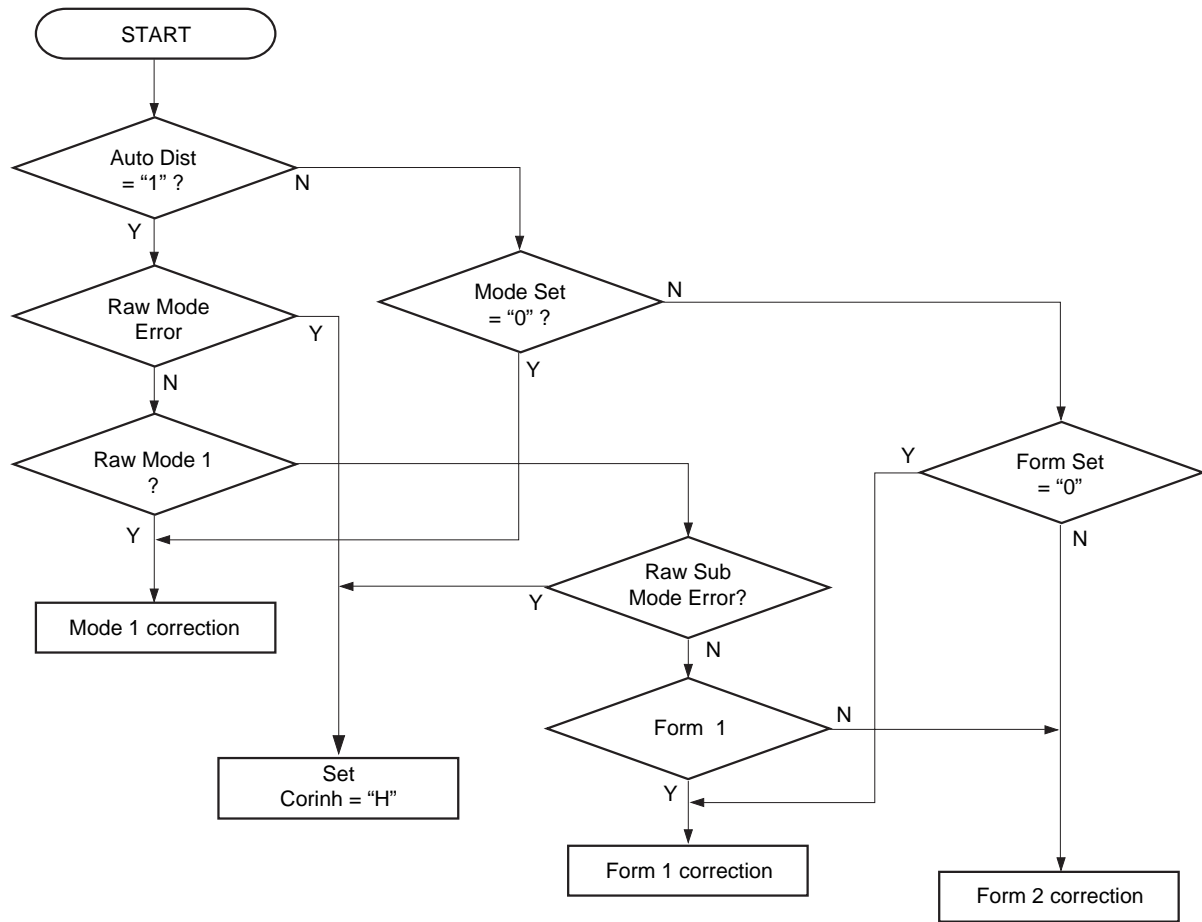 START
Auto Dist
= “1” ?
N
Y
Mode Set
= “0” ?
N
Y
Raw Mode
Error
Y
N
Raw Mode 1
?
Y
Form Set
= “0”
Y
N
Raw Sub
Mode Error?
Y
N
Mode 1 correction
Form 1
N
Y
Set
Corinh = “H”
Form 1 correction
Form 2 correction